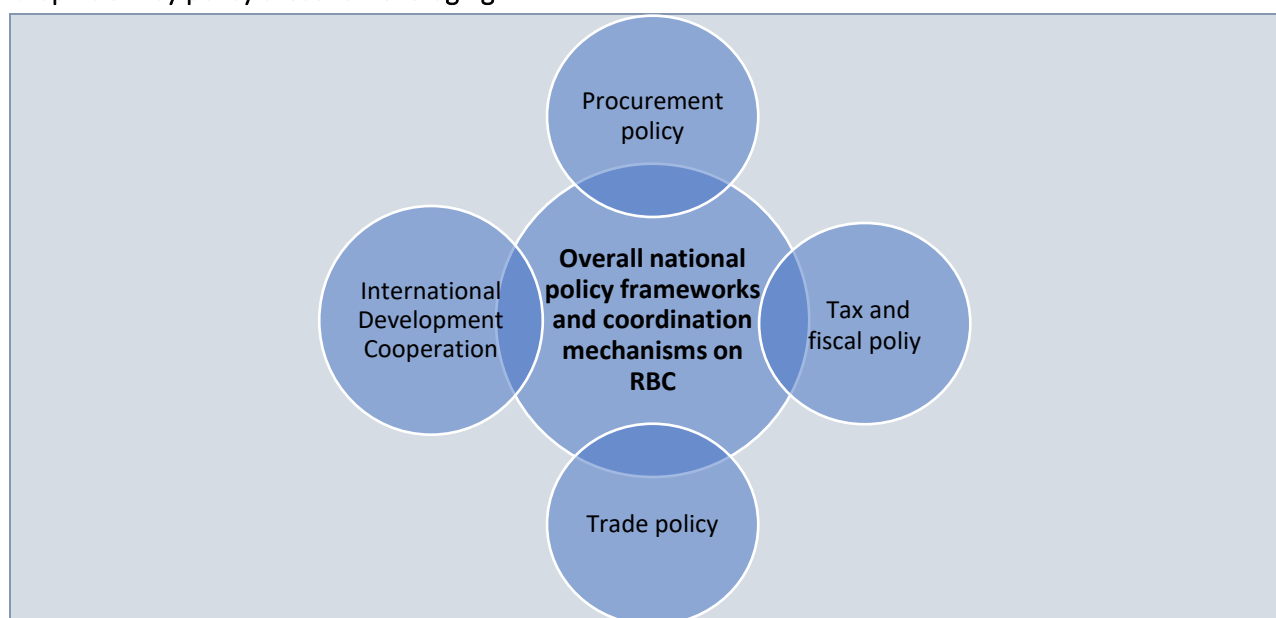 Procurement
policy
International
Development
Cooperation
Overall national
policy frameworks
and coordination
mechanisms on
RBC
Tax and
fiscal poliy
Trade policy